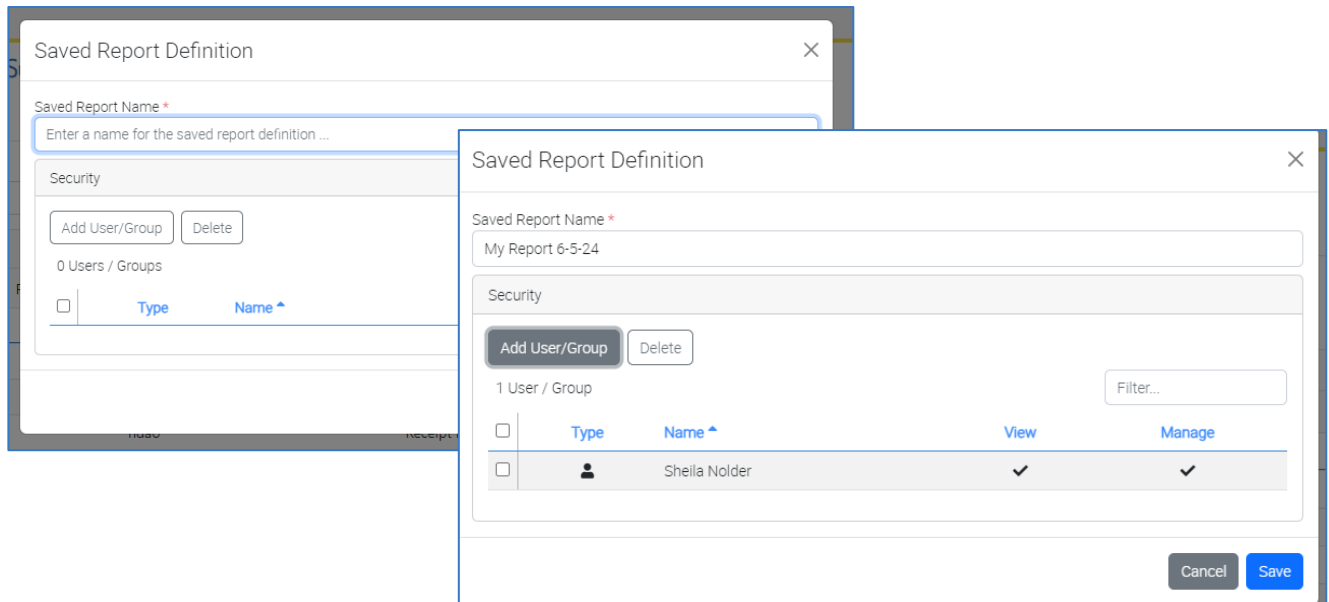 Saved Report Definition
Saved Report Name *
Enter a name for the saved report definition ...
Security
Add User/Group Delete
0 Users / Groups
Type Name
Saved Report Definition
Saved Report Name *
My Report 6-5-24
Security
Add User/Group Delete
1 User / Group Filter...
Type Name View Manage
Sheila Nolder
Cancel Save